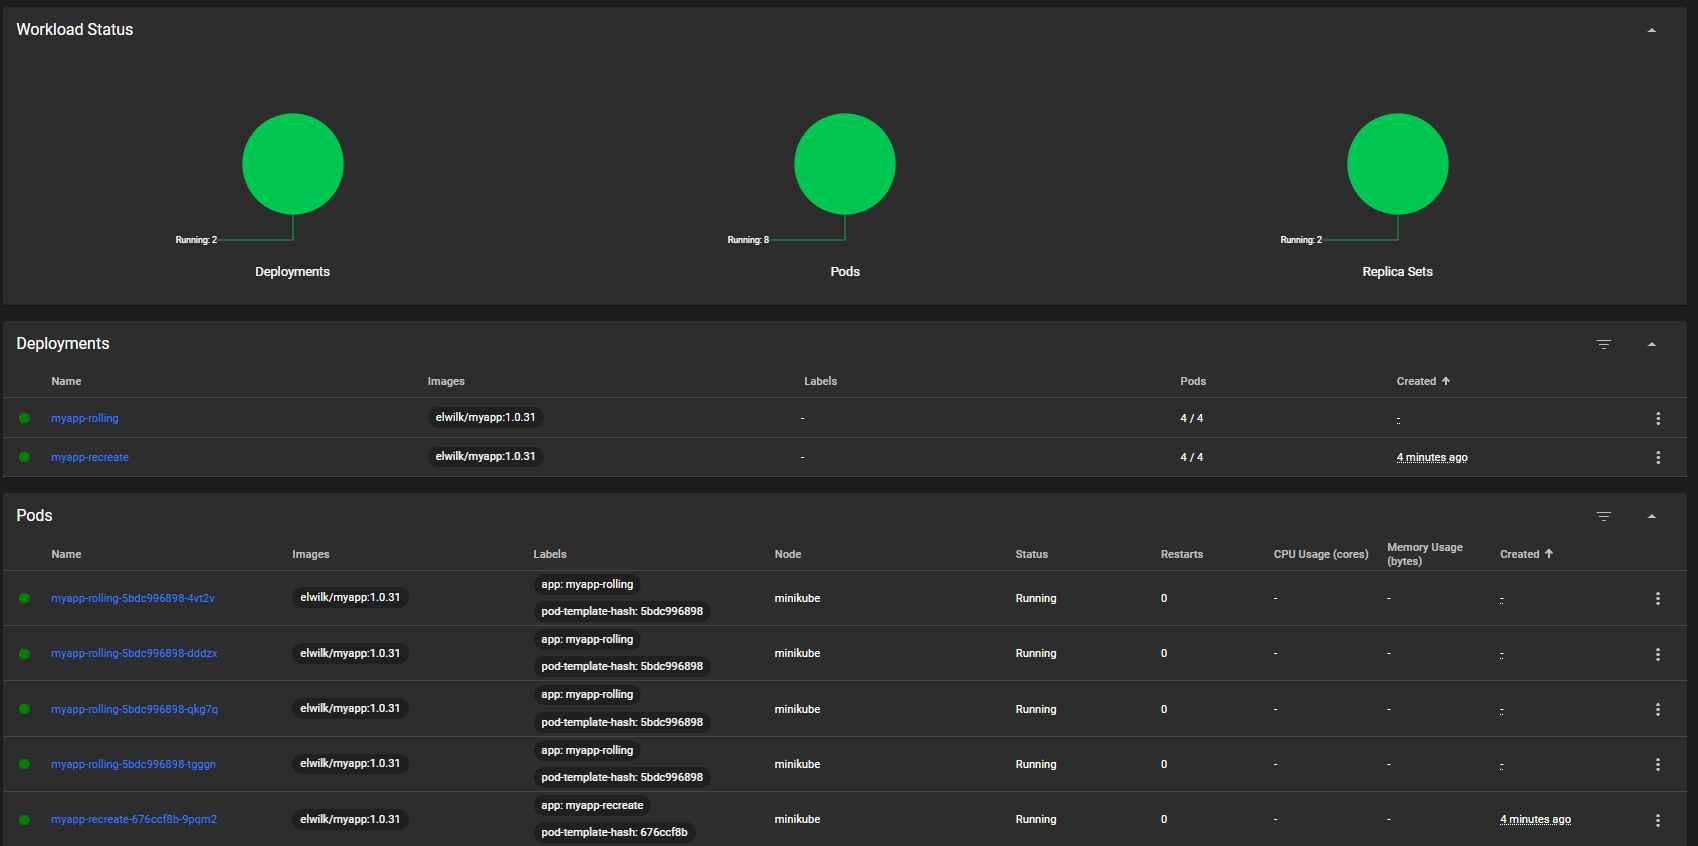 Workload Status
Running: 2
Running: 8
Running: 2
Deployments
Pods
Replica Sets
Deployments
Name Images Labels Pods Created
myapp-rolling elwilk/myapp:1.0.31 - 4 / 4 -
myapp-recreate elwilk/myapp:1.0.31 - 4 / 4 4 minutes ago
Pods
Name Images Labels Node Status Restarts CPU Usage (cores) Memory Usage (bytes) Created
myapp-rolling-5bdc996898-4vt2v elwilk/myapp:1.0.31 app: myapp-rolling pod-template-hash: 5bdc996898 minikube Running 0 - - -
myapp-rolling-5bdc996898-dddzx elwilk/myapp:1.0.31 app: myapp-rolling pod-template-hash: 5bdc996898 minikube Running 0 - - -
myapp-rolling-5bdc996898-qkg7q elwilk/myapp:1.0.31 app: myapp-rolling pod-template-hash: 5bdc996898 minikube Running 0 - - -
myapp-rolling-5bdc996898-tgggn elwilk/myapp:1.0.31 app: myapp-rolling pod-template-hash: 5bdc996898 minikube Running 0 - - -
myapp-recreate-676ccf8b-9pqm2 elwilk/myapp:1.0.31 app: myapp-recreate pod-template-hash: 676ccf8b minikube Running 0 - - 4 minutes ago